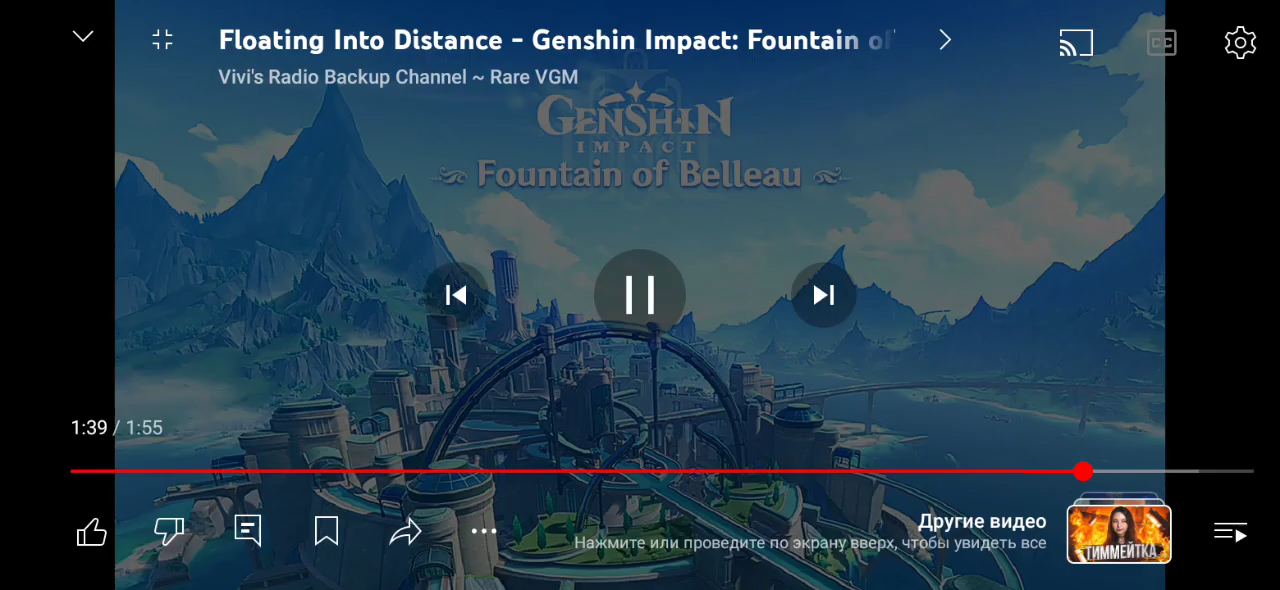 Floating Into Distance - Genshin Impact: Fountain of
Vivi's Radio Backup Channel ~ Rare VGM
CC
GENSHIN
IMPACT
Fountain of Belleau
1:39 / 1:55
Другие видео
Нажмите или проведите по экрану вверх, чтобы увидеть все
ТИММЕЙТКА